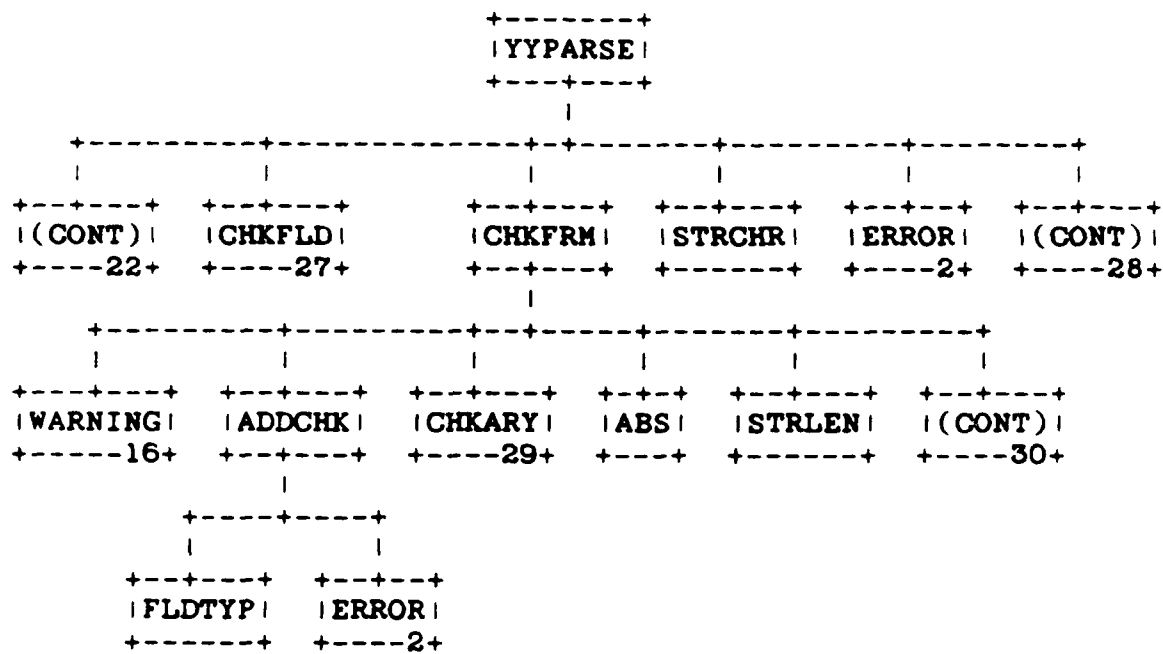 YYPARSE
(CONT) CHKFLD CHKFRM STRCHR ERROR (CONT)
22 27 2 28
WARNING ADDCHK CHKARY ABS STRLEN (CONT)
16 29 30
FLDTYP ERROR
2